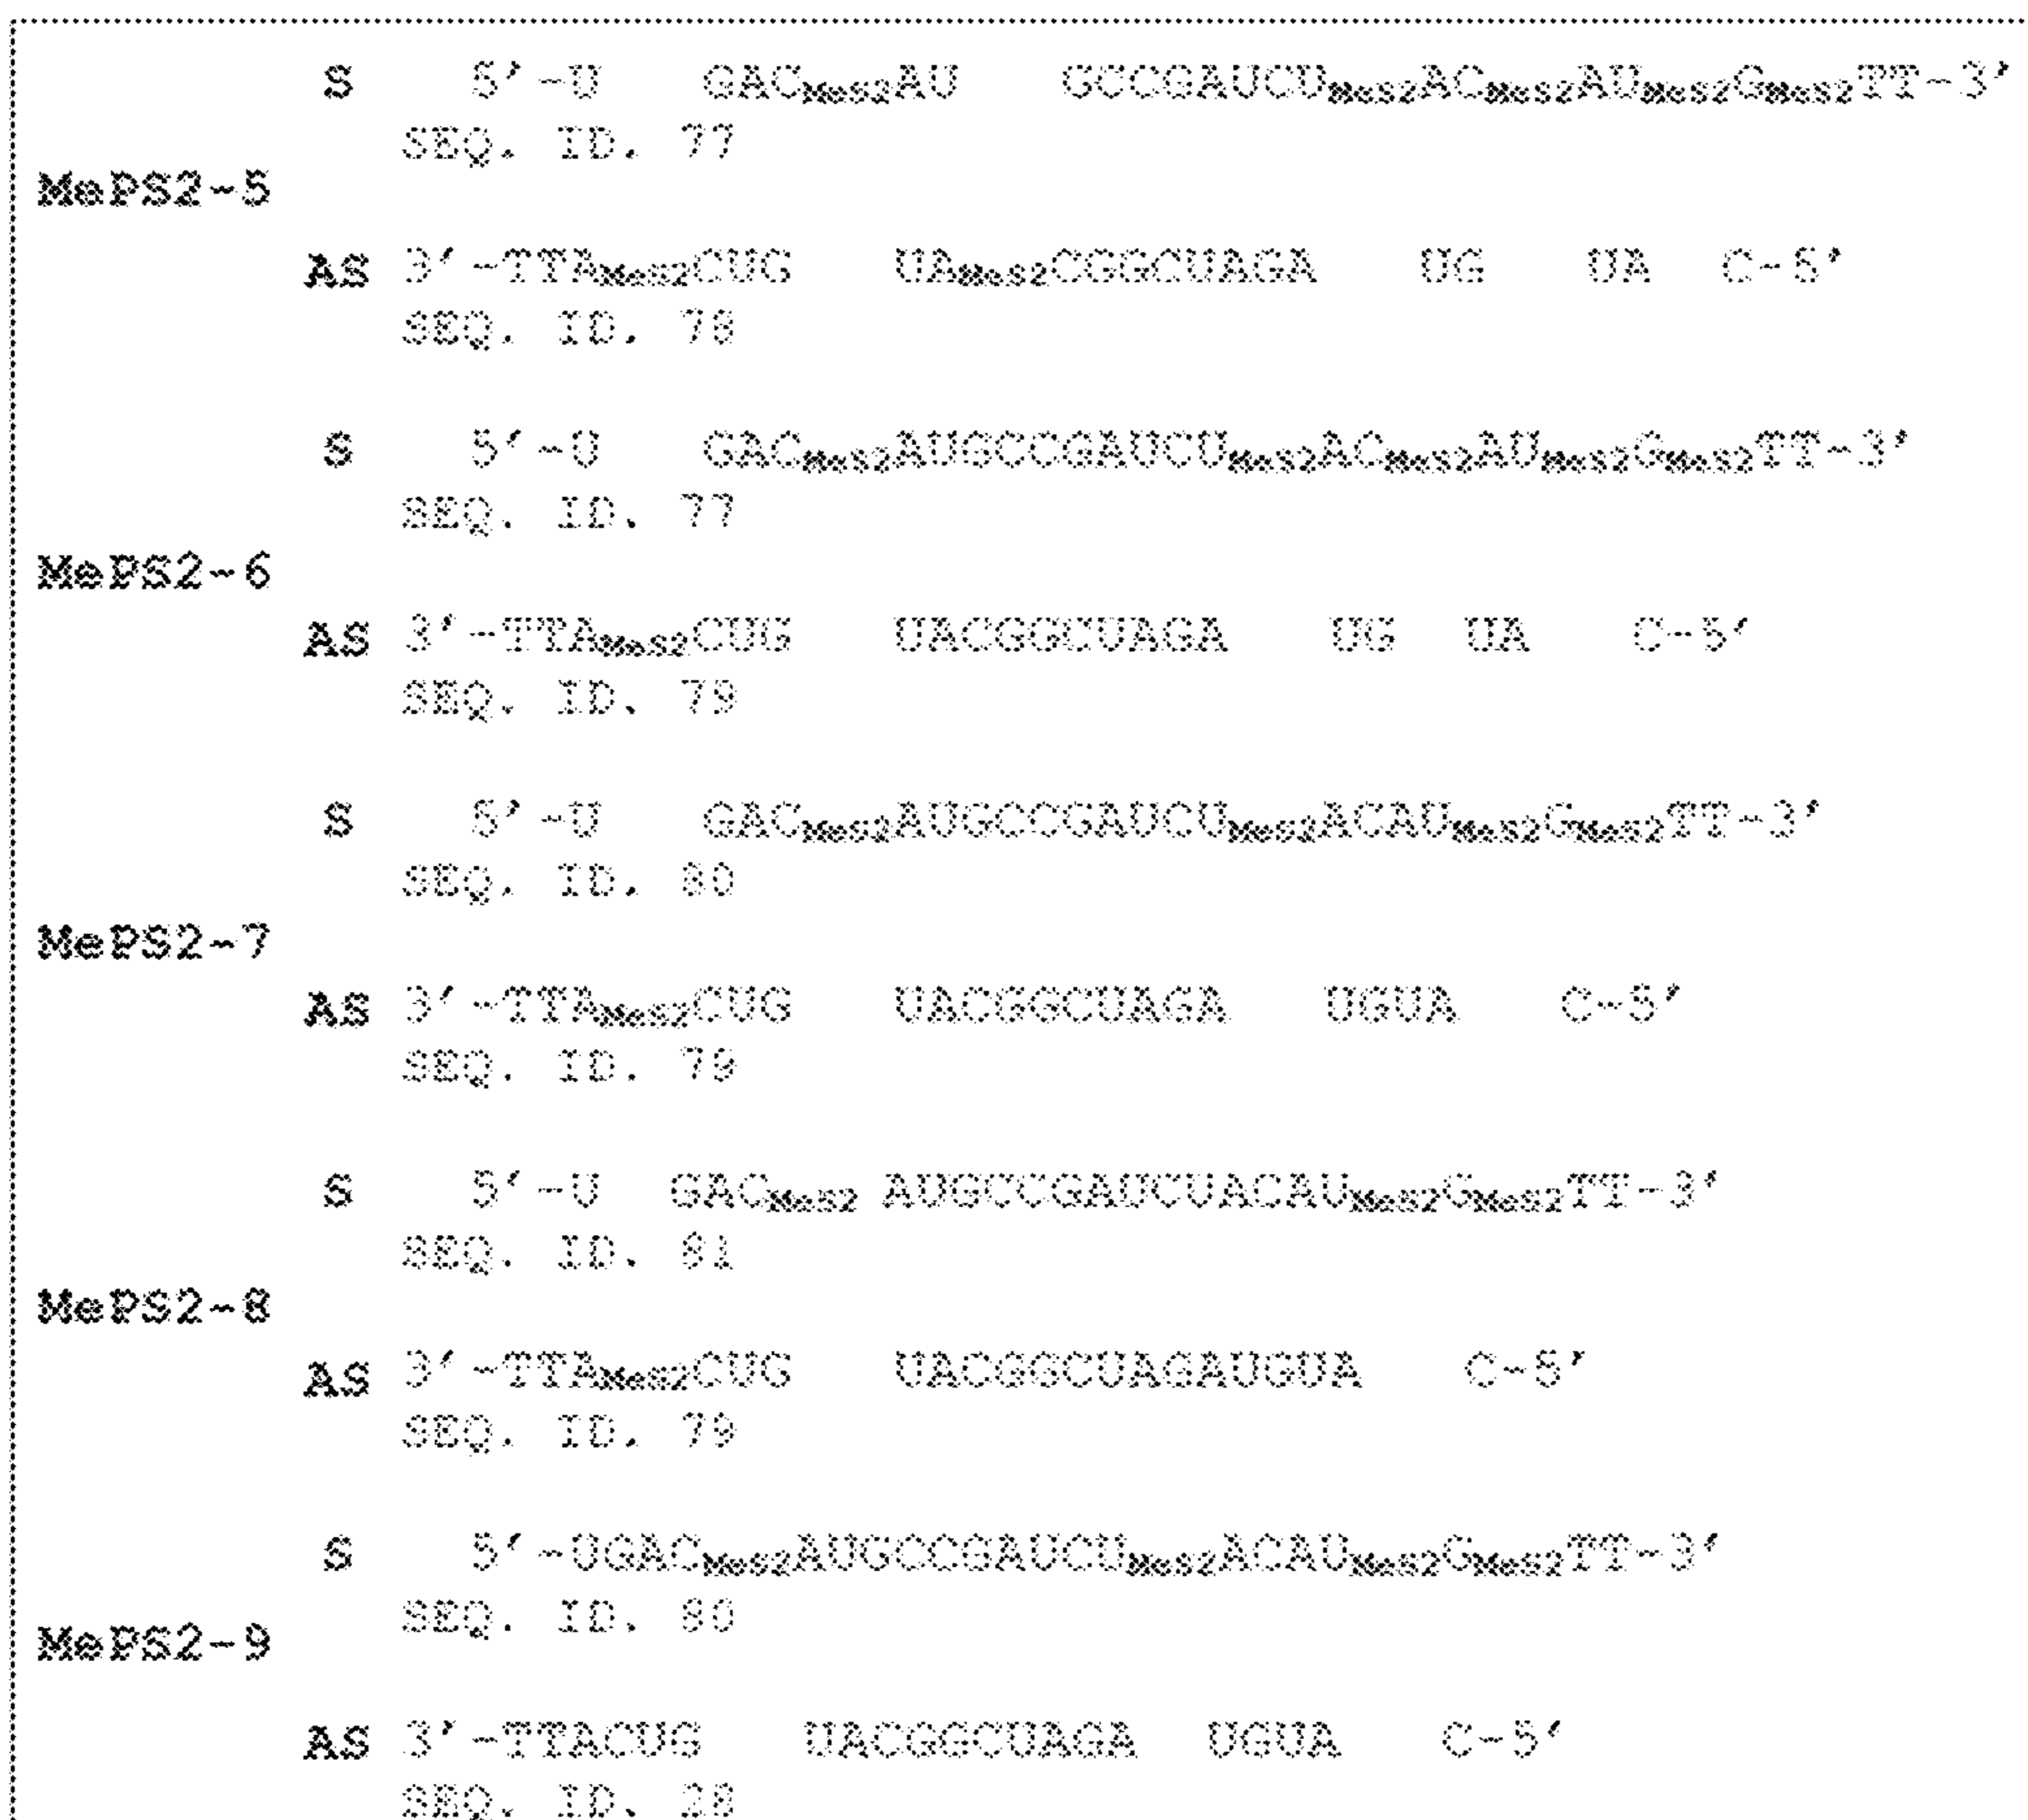 S 5'-U GACMeS2AU GCCGAUCUMeS2ACMeS2AUMeS2GMeS2TT-3'
SEQ. ID. 77
MePS2-5
AS 3'-TTAMeS2CUG UAMeS2CGGCUAGA UG UA C-5'
SEQ. ID. 78
S 5'-U GACMeS2AUGCCGAUCUMeS2ACMeS2AUMeS2GMeS2TT-3'
SEQ. ID. 77
MePS2-6
AS 3'-TTAMeS2CUG UACGGCUAGA UG UA C-5'
SEQ. ID. 79
S 5'-U GACMeS2AUGCCGAUCUMeS2ACAUMeS2GMeS2TT-3'
SEQ. ID. 80
MePS2-7
AS 3'-TTAMeS2CUG UACGGCUAGA UGUA C-5'
SEQ. ID. 79
S 5'-U GACMeS2 AUGCCGAUCUACAUMeS2GMeS2TT-3'
SEQ. ID. 81
MePS2-8
AS 3'-TTAMeS2CUG UACGGCUAGAUGUA C-5'
SEQ. ID. 79
S 5'-UGACMeS2AUGCCGAUCUMeS2ACAUMeS2GMeS2TT-3'
SEQ. ID. 80
MePS2-9
AS 3'-TTACUG UACGGCUAGA UGUA C-5'
SEQ. ID. 28